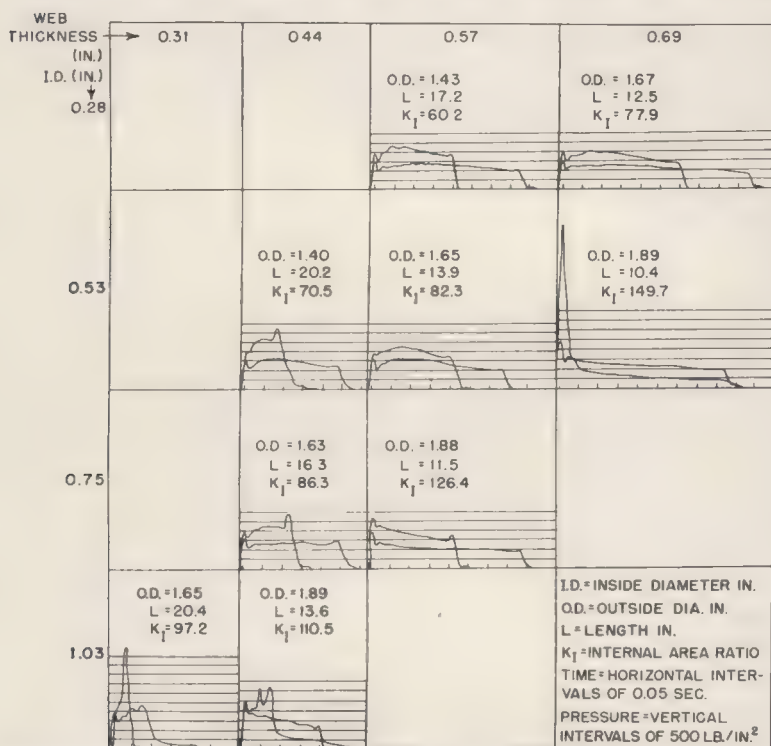 WEB
THICKNESS → 0.31 0.44 0.57 0.69
(IN.)
I.D. (IN.)
↓
0.28
O.D. = 1.43
L = 17.2
K_I = 60 2
O.D. = 1.67
L = 12.5
K_I = 77.9
0.53
O.D. = 1.40
L = 20.2
K_I = 70.5
O.D. = 1.65
L = 13.9
K_I = 82.3
O.D. = 1.89
L = 10.4
K_I = 149.7
0.75
O.D = 1.63
L = 16 3
K_I = 86.3
O.D. = 1.88
L = 11.5
K_I = 126.4
1.03
O.D. = 1.65
L = 20.4
K_I = 97.2
O.D. = 1.89
L = 13.6
K_I = 110.5
I.D. = INSIDE DIAMETER IN.
O.D. = OUTSIDE DIA. IN.
L = LENGTH IN.
K_I = INTERNAL AREA RATIO
TIME = HORIZONTAL INTER-
VALS OF 0.05 SEC.
PRESSURE = VERTICAL
INTERVALS OF 500 LB./IN.²